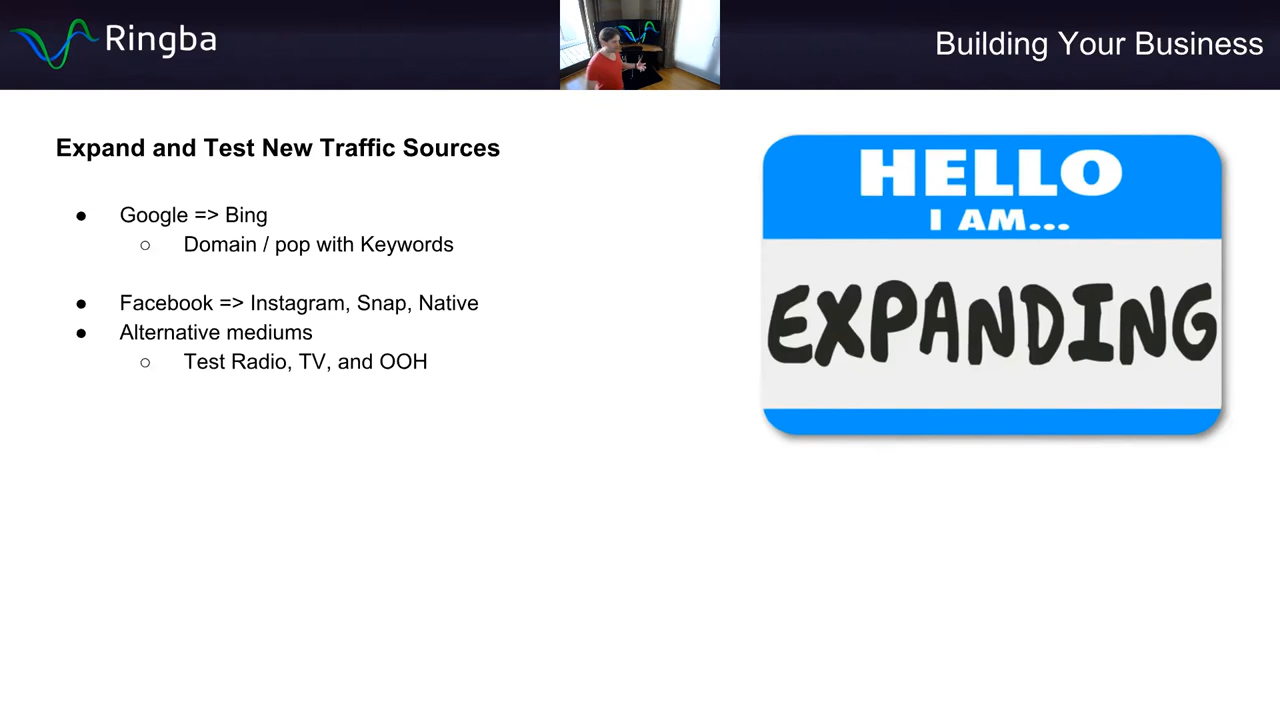 Ringba
Building Your Business
Expand and Test New Traffic Sources
● Google => Bing
○ Domain / pop with Keywords
● Facebook => Instagram, Snap, Native
● Alternative mediums
○ Test Radio, TV, and OOH
HELLO
I AM...
EXPANDING